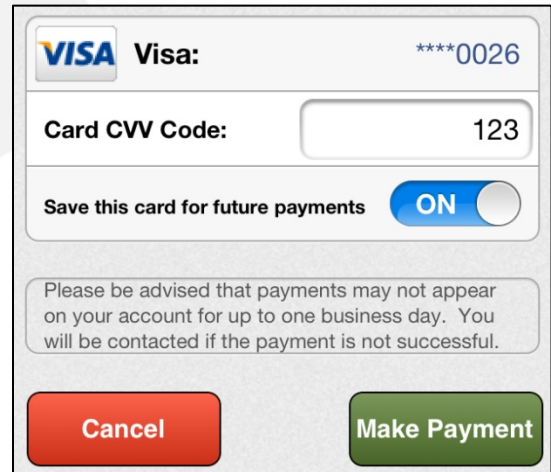 VISA Visa: ****0026
Card CVV Code: 123
Save this card for future payments ON
Please be advised that payments may not appear
on your account for up to one business day. You
will be contacted if the payment is not successful.
Cancel Make Payment